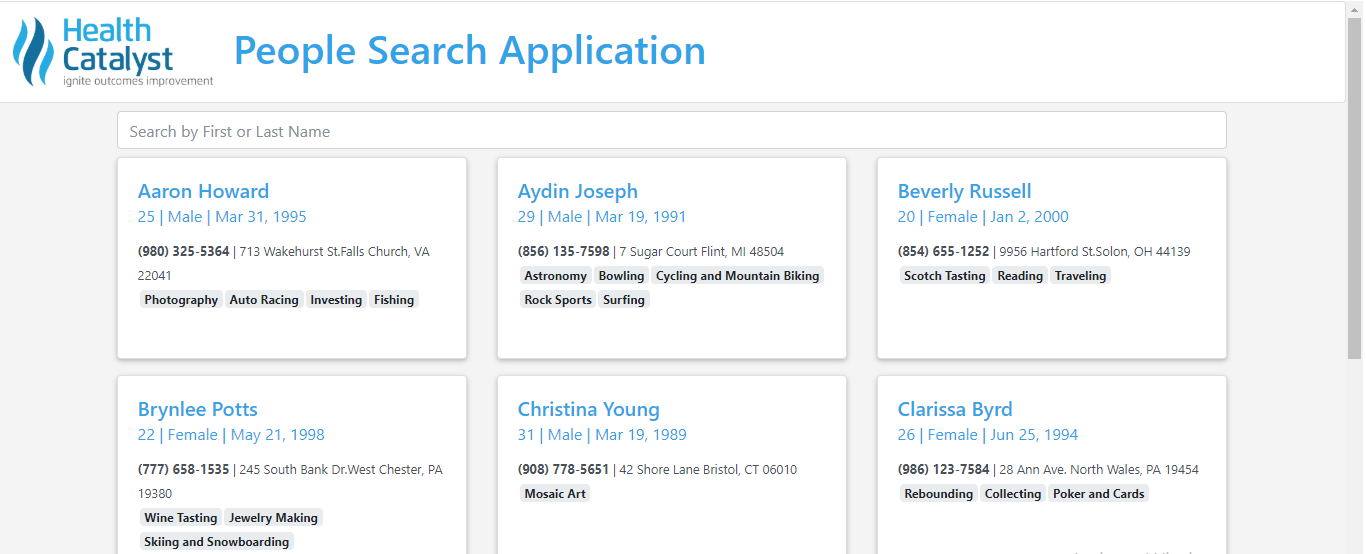 Health
Catalyst
ignite outcomes improvement
People Search Application
Search by First or Last Name
Aaron Howard
25 | Male | Mar 31, 1995
(980) 325-5364 | 713 Wakehurst St.Falls Church, VA
22041
Photography Auto Racing Investing Fishing
Aydin Joseph
29 | Male | Mar 19, 1991
(856) 135-7598 | 7 Sugar Court Flint, MI 48504
Astronomy Bowling Cycling and Mountain Biking
Rock Sports Surfing
Beverly Russell
20 | Female | Jan 2, 2000
(854) 655-1252 | 9956 Hartford St.Solon, OH 44139
Scotch Tasting Reading Traveling
Brynlee Potts
22 | Female | May 21, 1998
(777) 658-1535 | 245 South Bank Dr.West Chester, PA
19380
Wine Tasting Jewelry Making
Skiing and Snowboarding
Christina Young
31 | Male | Mar 19, 1989
(908) 778-5651 | 42 Shore Lane Bristol, CT 06010
Mosaic Art
Clarissa Byrd
26 | Female | Jun 25, 1994
(986) 123-7584 | 28 Ann Ave. North Wales, PA 19454
Rebounding Collecting Poker and Cards